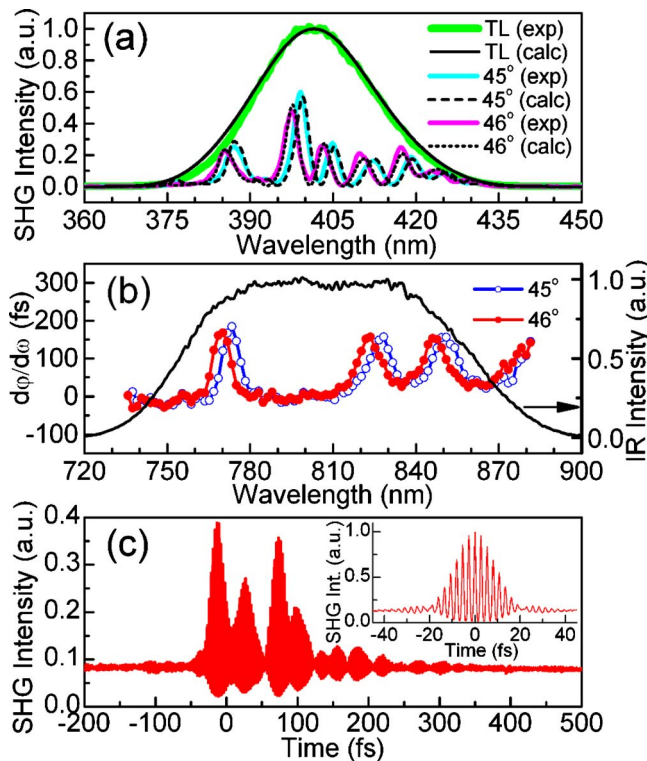 (a)
TL (exp)
TL (calc)
45° (exp)
45° (calc)
46° (exp)
46° (calc)
SHG Intensity (a.u.)
1.0
0.8
0.6
0.4
0.2
0.0
360 375 390 405 420 435 450
Wavelength (nm)
(b)
45°
46°
dφ/dω (fs)
300
200
100
0
-100
1.0
0.5
0.0
IR Intensity (a.u.)
720 750 780 810 840 870 900
Wavelength (nm)
(c)
SHG Intensity (a.u.)
0.4
0.3
0.2
0.1
0.0
SHG Int. (a.u.)
1.0
0.5
0.0
-40 -20 0 20 40
Time (fs)
-200 -100 0 100 200 300 400 500
Time (fs)